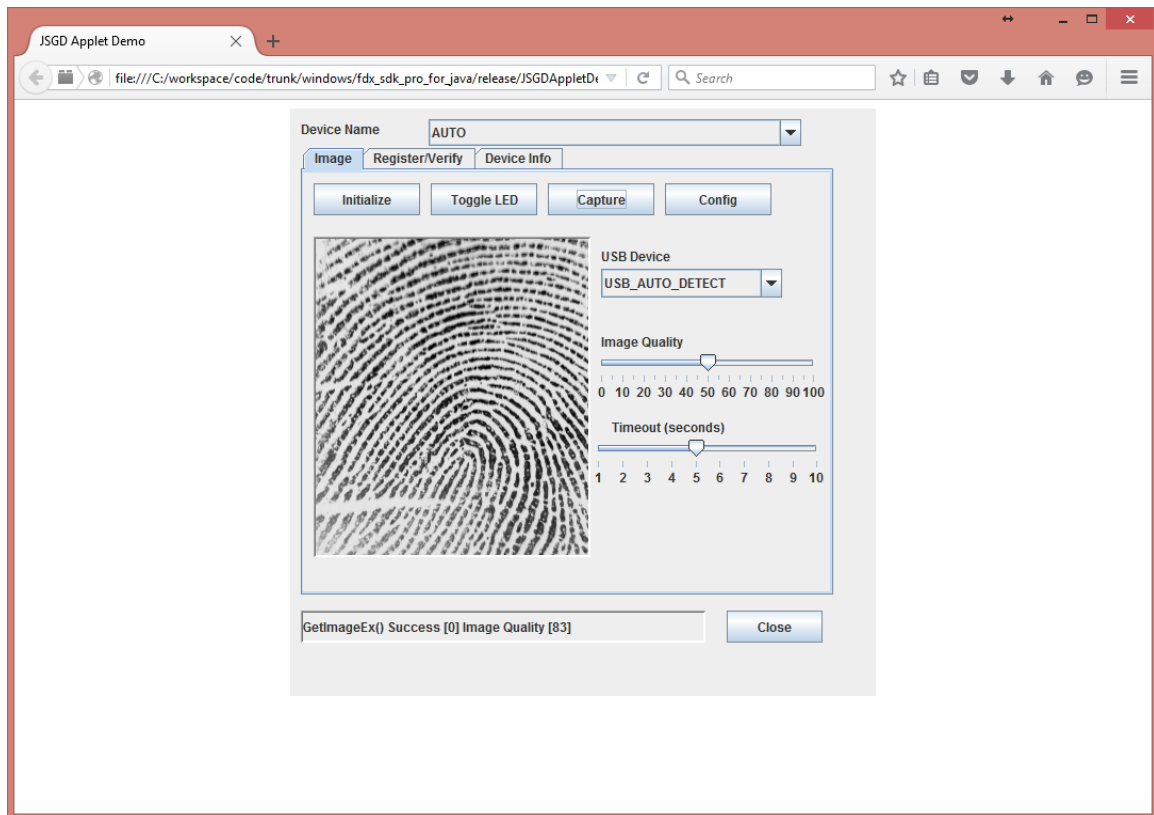 JSGD Applet Demo
file:///C:/workspace/code/trunk/windows/fdx_sdk_pro_for_java/release/JSGDAppletDe
Search
Device Name
AUTO
Image Register/Verify Device Info
Initialize Toggle LED Capture Config
USB Device
USB_AUTO_DETECT
Image Quality
0 10 20 30 40 50 60 70 80 90 100
Timeout (seconds)
1 2 3 4 5 6 7 8 9 10
GetImageEx() Success [0] Image Quality [83]
Close